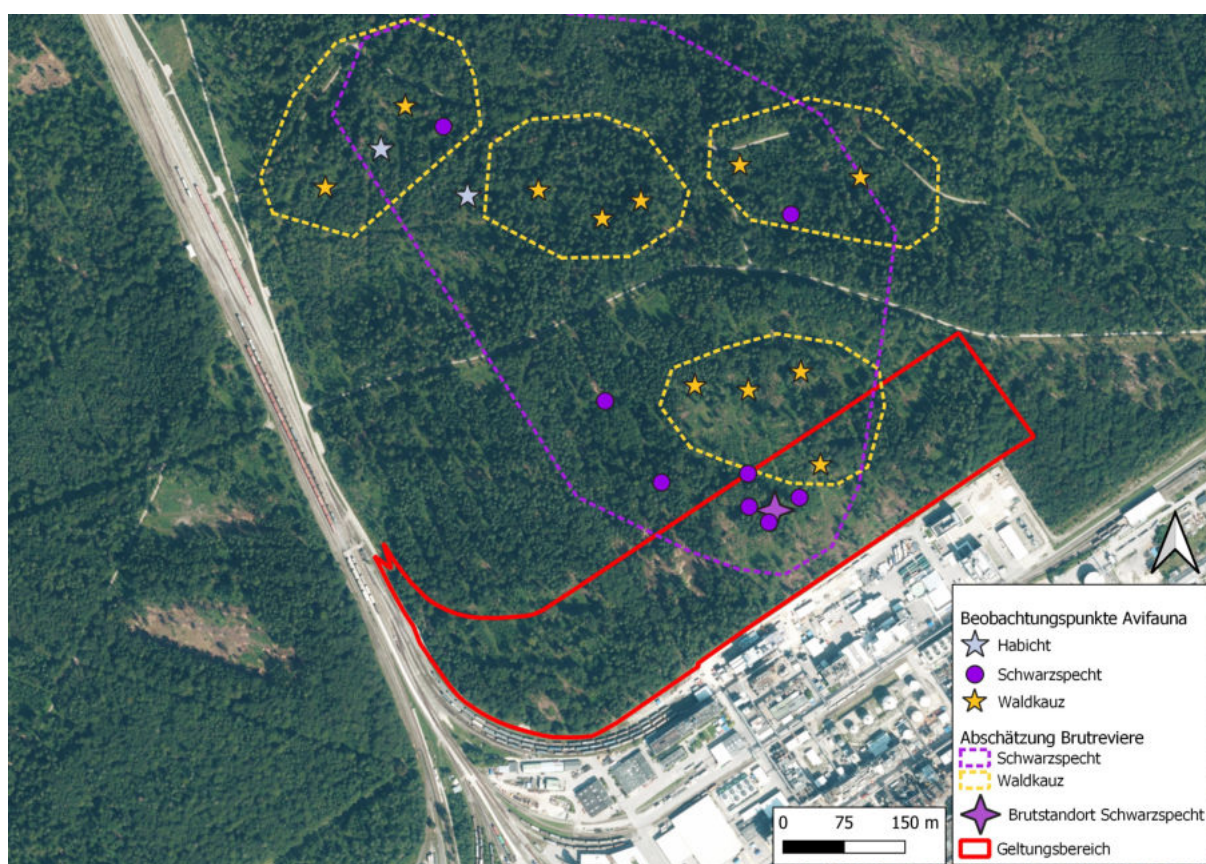 Beobachtungspunkte Avifauna
Habicht
Schwarzspecht
Waldkauz
Abschätzung Brutreviere
Schwarzspecht
Waldkauz
Brutstandort Schwarzspecht
Geltungsbereich
0 75 150 m